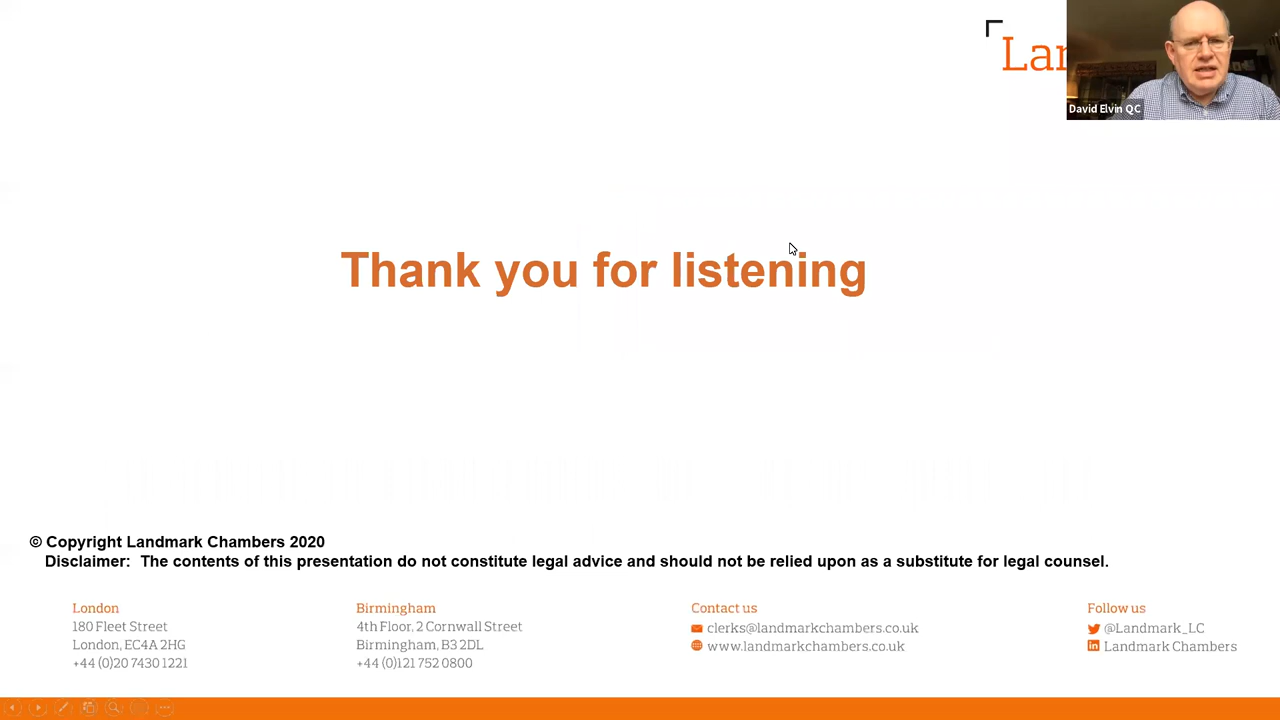 Lan
David Elvin QC
Thank you for listening
© Copyright Landmark Chambers 2020
Disclaimer: The contents of this presentation do not constitute legal advice and should not be relied upon as a substitute for legal counsel.
London
180 Fleet Street
London, EC4A 2HG
+44 (0)20 7430 1221
Birmingham
4th Floor, 2 Cornwall Street
Birmingham, B3 2DL
+44 (0)121 752 0800
Contact us
clerks@landmarkchambers.co.uk
www.landmarkchambers.co.uk
Follow us
@Landmark_LC
Landmark Chambers